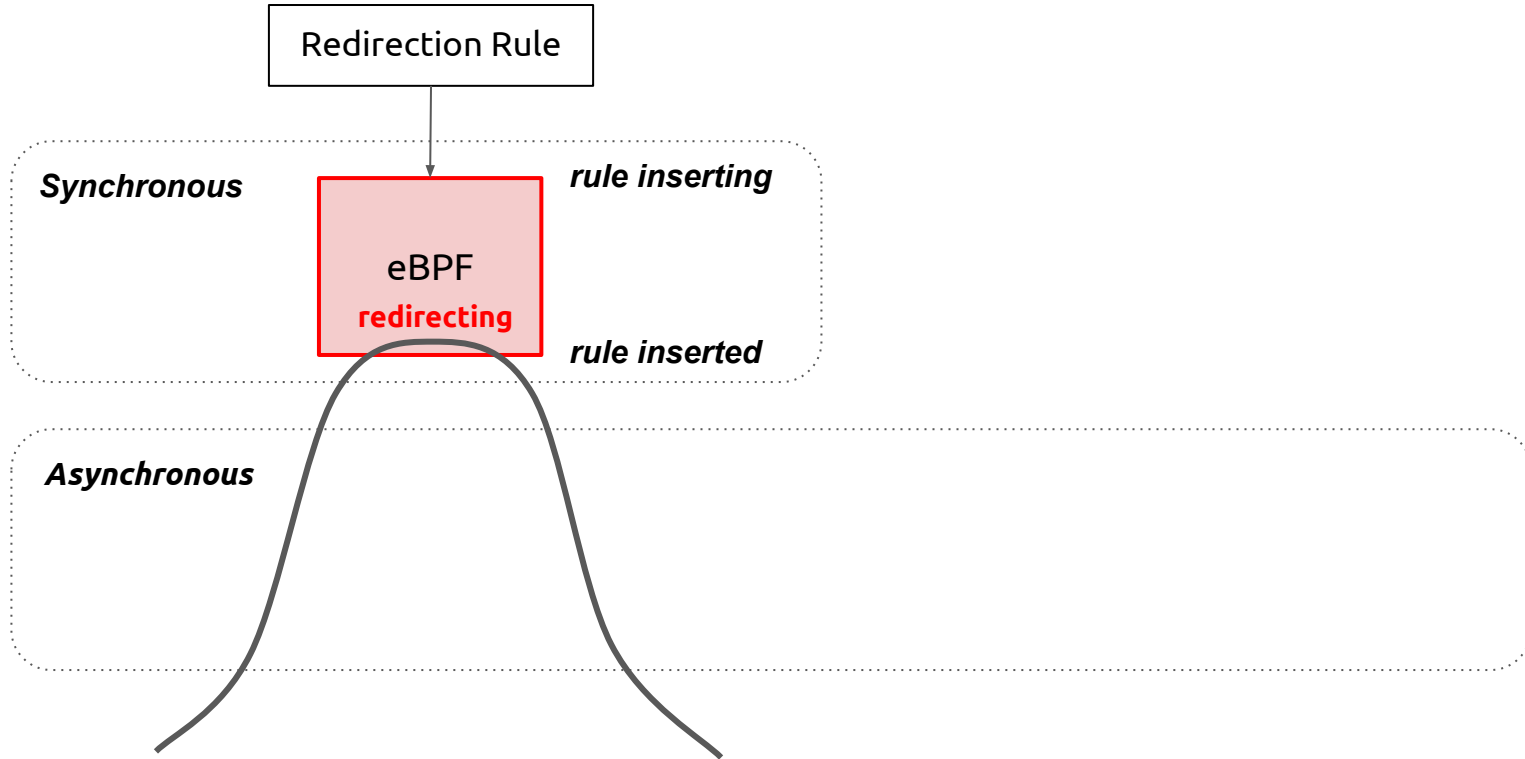 Redirection Rule
Synchronous
rule inserting
eBPF
redirecting
rule inserted
Asynchronous